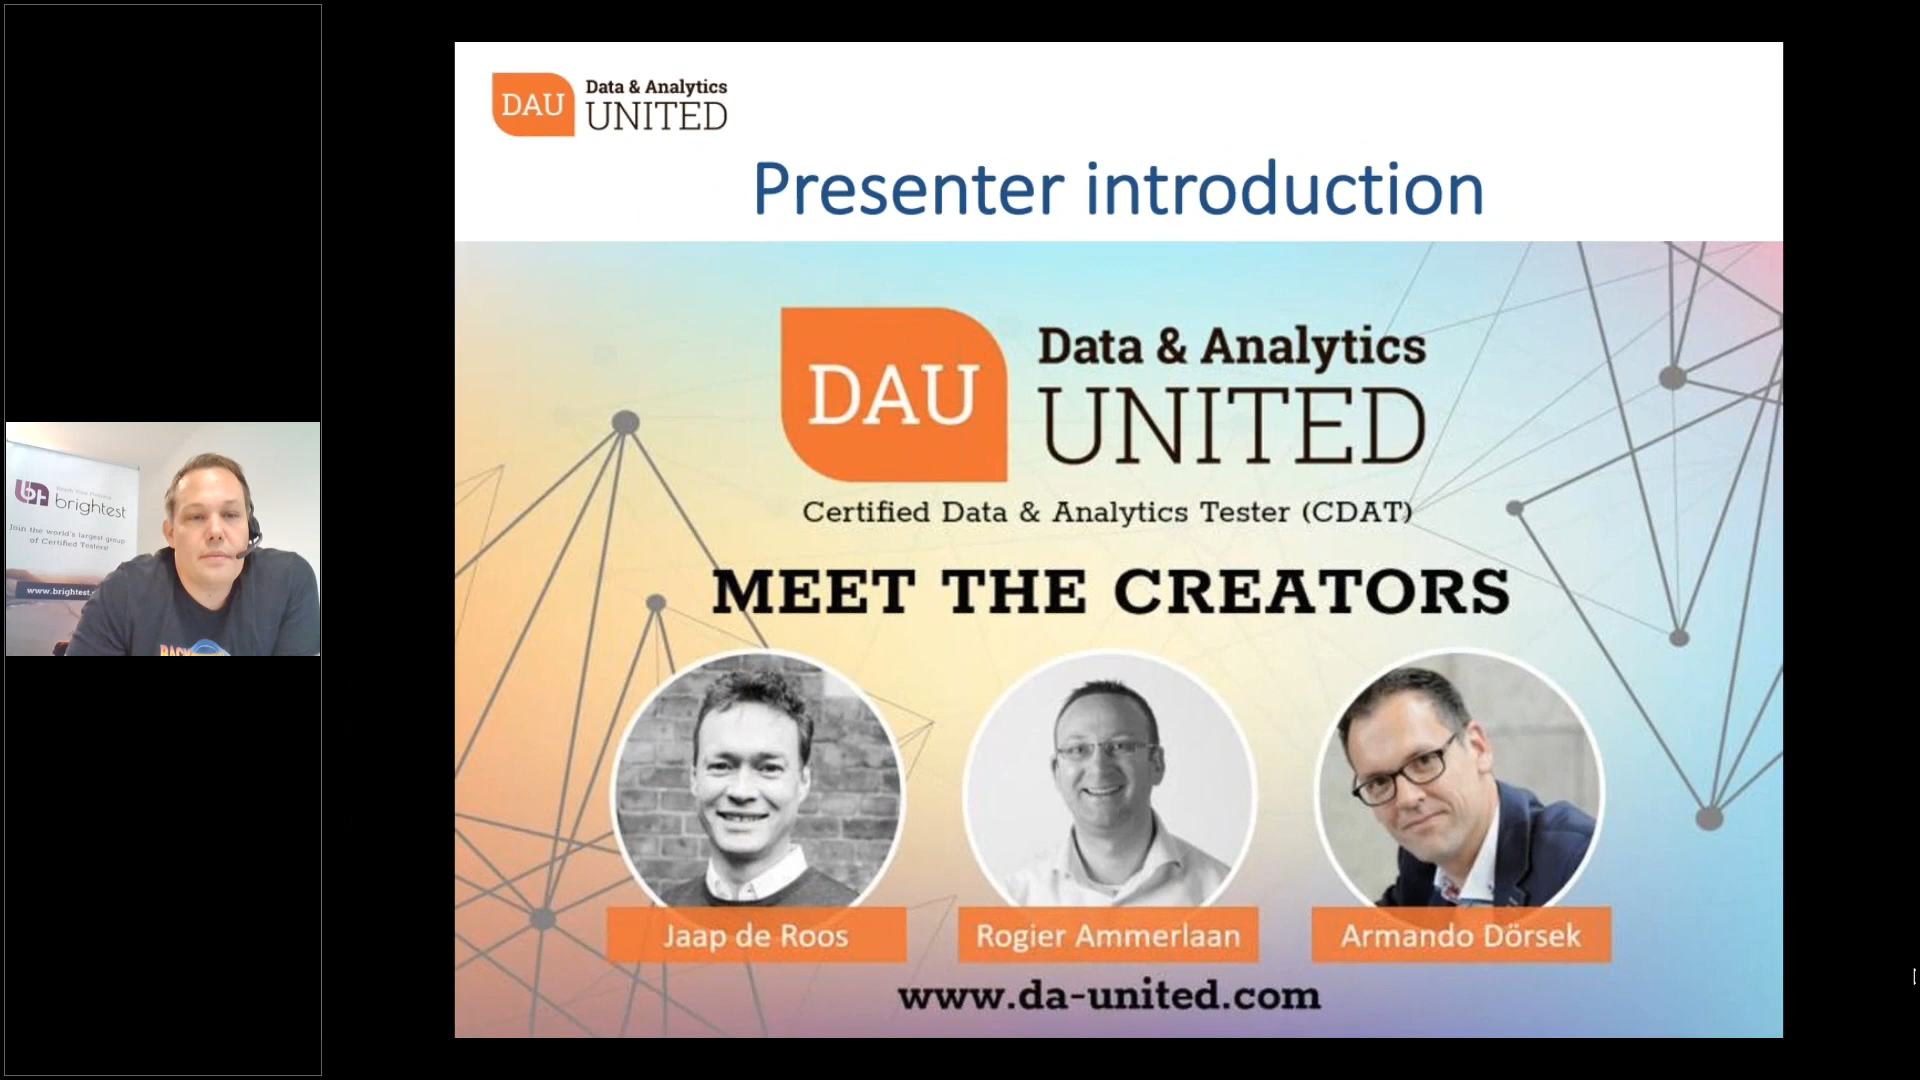 brightest
Join the world's largest group
of Certified Testers!
www.brightest.
DAU
Data & Analytics
UNITED
Presenter introduction
DAU
Data & Analytics
UNITED
Certified Data & Analytics Tester (CDAT)
MEET THE CREATORS
Jaap de Roos
Rogier Ammerlaan
Armando Dörsek
www.da-united.com